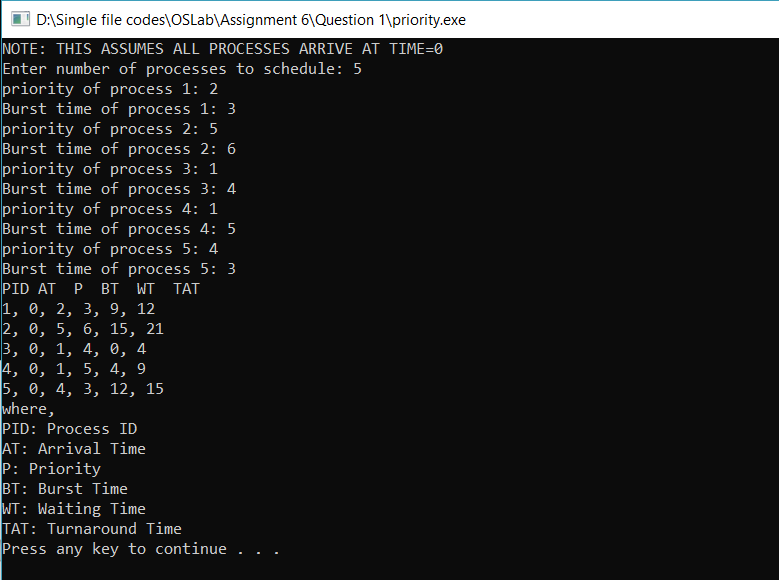 D:\Single file codes\OSLab\Assignment 6\Question 1\priority.exe
NOTE: THIS ASSUMES ALL PROCESSES ARRIVE AT TIME=0
Enter number of processes to schedule: 5
priority of process 1: 2
Burst time of process 1: 3
priority of process 2: 5
Burst time of process 2: 6
priority of process 3: 1
Burst time of process 3: 4
priority of process 4: 1
Burst time of process 4: 5
priority of process 5: 4
Burst time of process 5: 3
PID AT  P  BT  WT  TAT
1, 0, 2, 3, 9, 12
2, 0, 5, 6, 15, 21
3, 0, 1, 4, 0, 4
4, 0, 1, 5, 4, 9
5, 0, 4, 3, 12, 15
where,
PID: Process ID
AT: Arrival Time
P: Priority
BT: Burst Time
WT: Waiting Time
TAT: Turnaround Time
Press any key to continue . . .